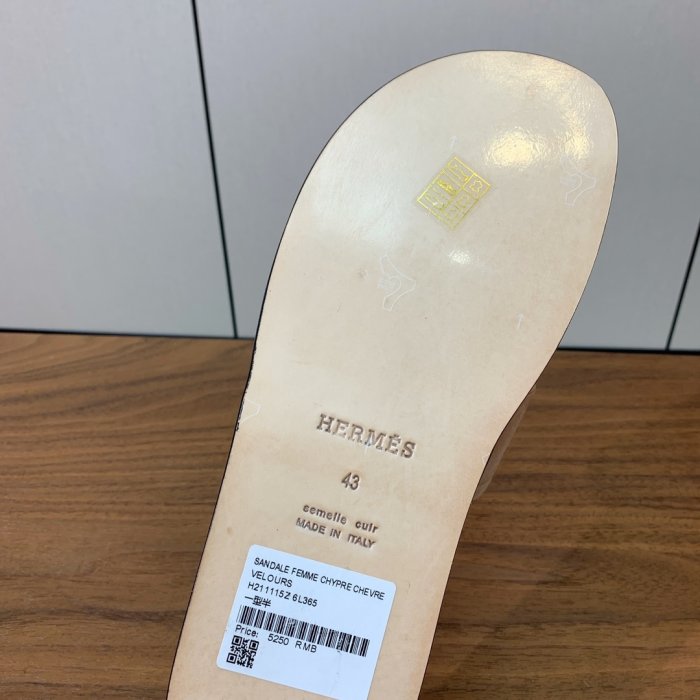 HERMÈS
43
semelle cuir
MADE IN ITALY
SANDALE FEMME CHYPRE CHEVRE
VELOURS
H211115Z 6L365
一型半
Price: 5250 RMB